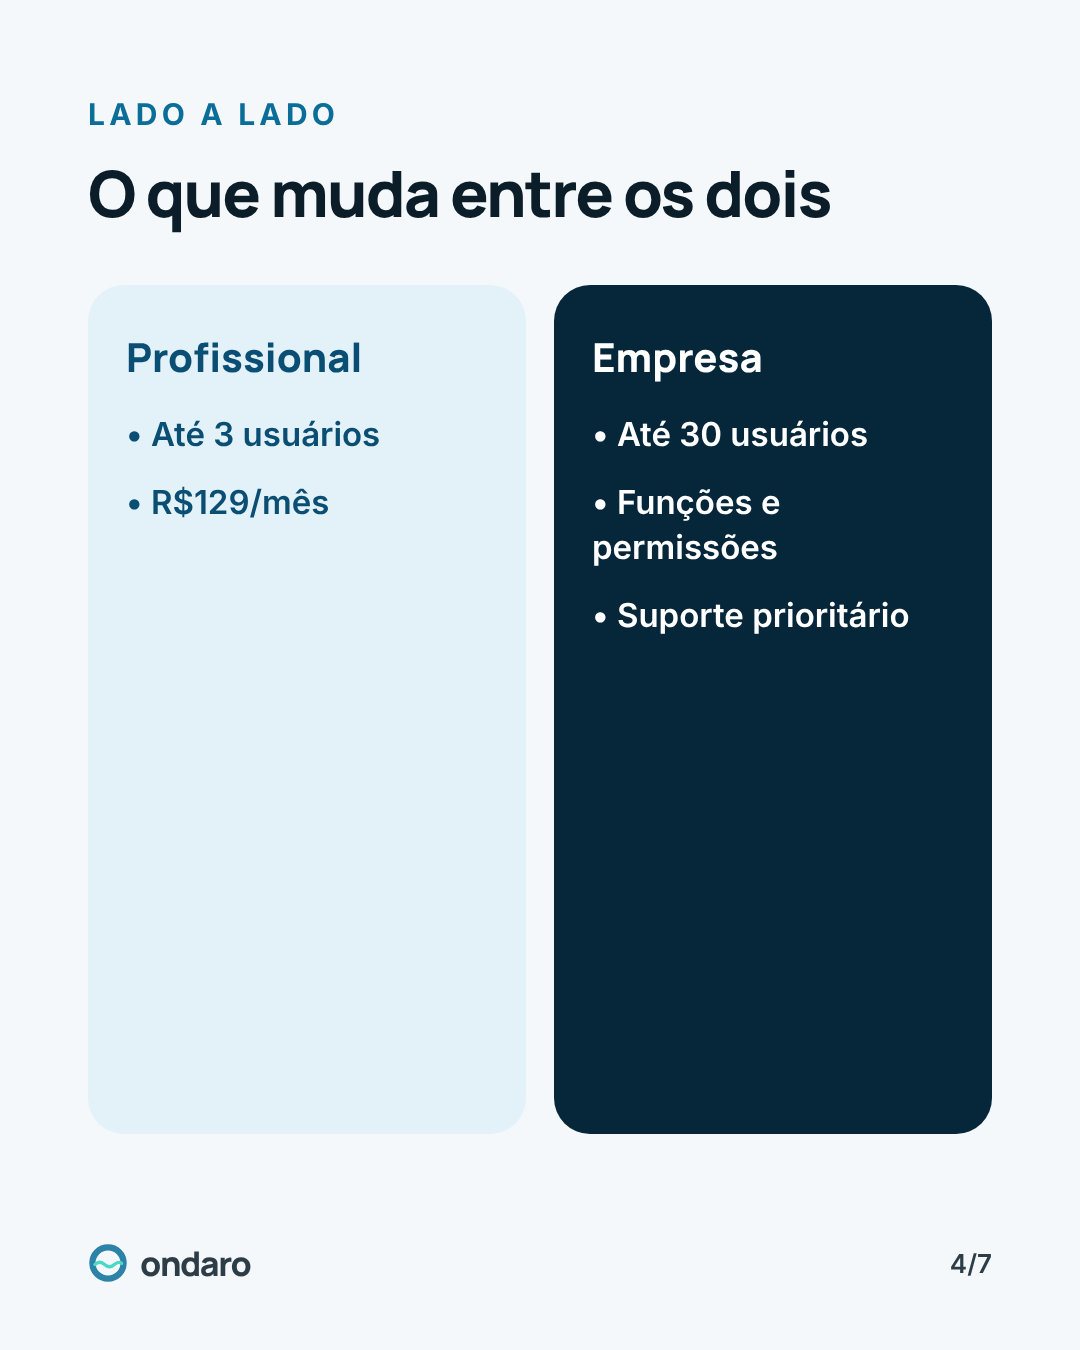 LADO A LADO
O que muda entre os dois
Profissional
• Até 3 usuários
• R$129/mês
Empresa
• Até 30 usuários
• Funções e
permissões
• Suporte prioritário
ondaro
4/7